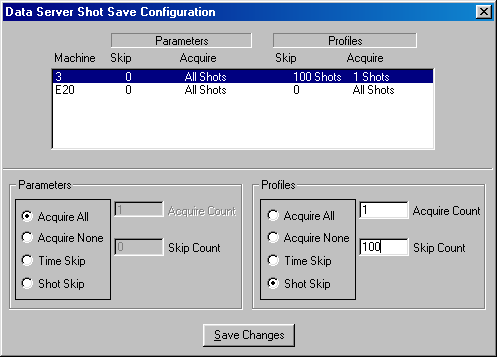 Data Server Shot Save Configuration
Parameters Profiles
Machine Skip Acquire Skip Acquire
3 0 All Shots 100 Shots 1 Shots
E20 0 All Shots 0 All Shots
Parameters Profiles
Acquire All 1 Acquire Count Acquire All 1 Acquire Count
Acquire None 0 Skip Count Acquire None 100 Skip Count
Time Skip Time Skip
Shot Skip Shot Skip
Save Changes